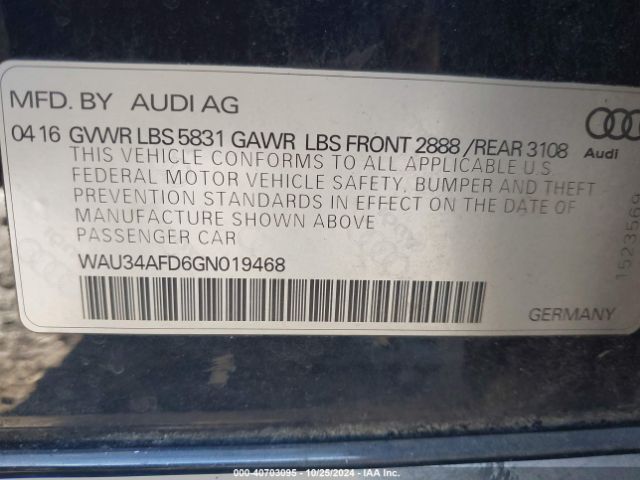 MFD. BY AUDI AG
04 16 GVWR LBS 5831 GAWR LBS FRONT 2888 /REAR 3108
THIS VEHICLE CONFORMS TO ALL APPLICABLE U.S
FEDERAL MOTOR VEHICLE SAFETY, BUMPER AND THEFT
PREVENTION STANDARDS IN EFFECT ON THE DATE OF
MANUFACTURE SHOWN ABOVE
PASSENGER CAR
Audi
WAU34AFD6GN019468
GERMANY
1523569
000-40703095 - 10/25/2024 - IAA Inc.